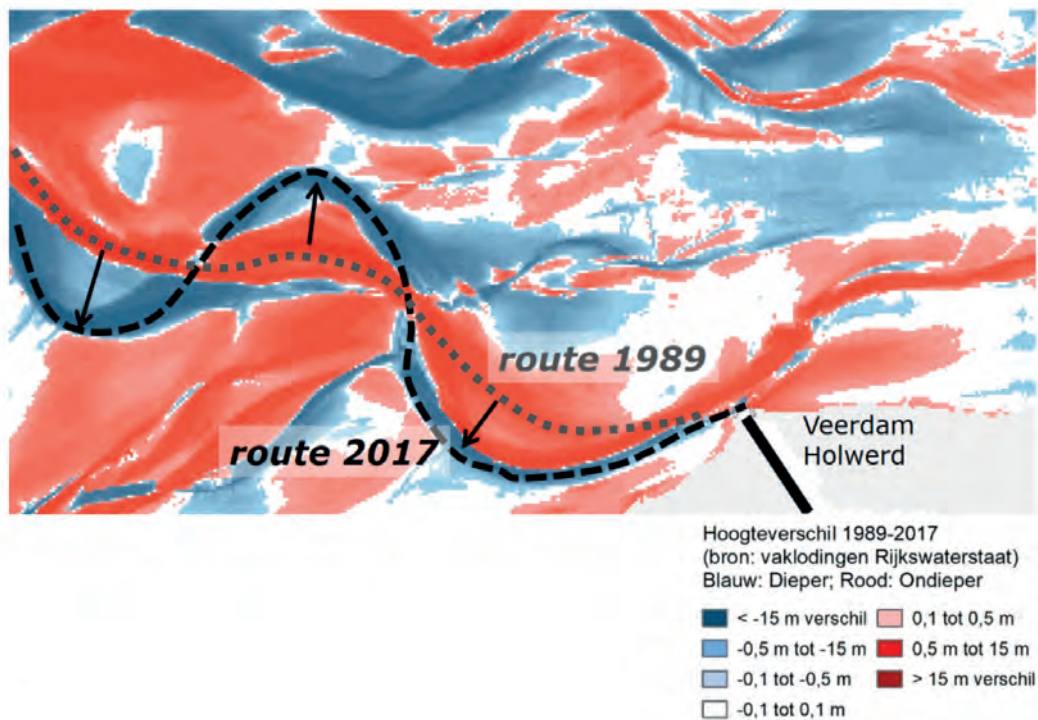 route 1989
route 2017
Veerdam
Holwerd
Hoogteverschil 1989-2017
(bron: vaklodingen Rijkswaterstaat)
Blauw: Dieper; Rood: Ondieper
< -15 m verschil
-0,5 m tot -15 m
-0,1 tot -0,5 m
-0,1 tot 0,1 m
0,1 tot 0,5 m
0,5 m tot 15 m
> 15 m verschil